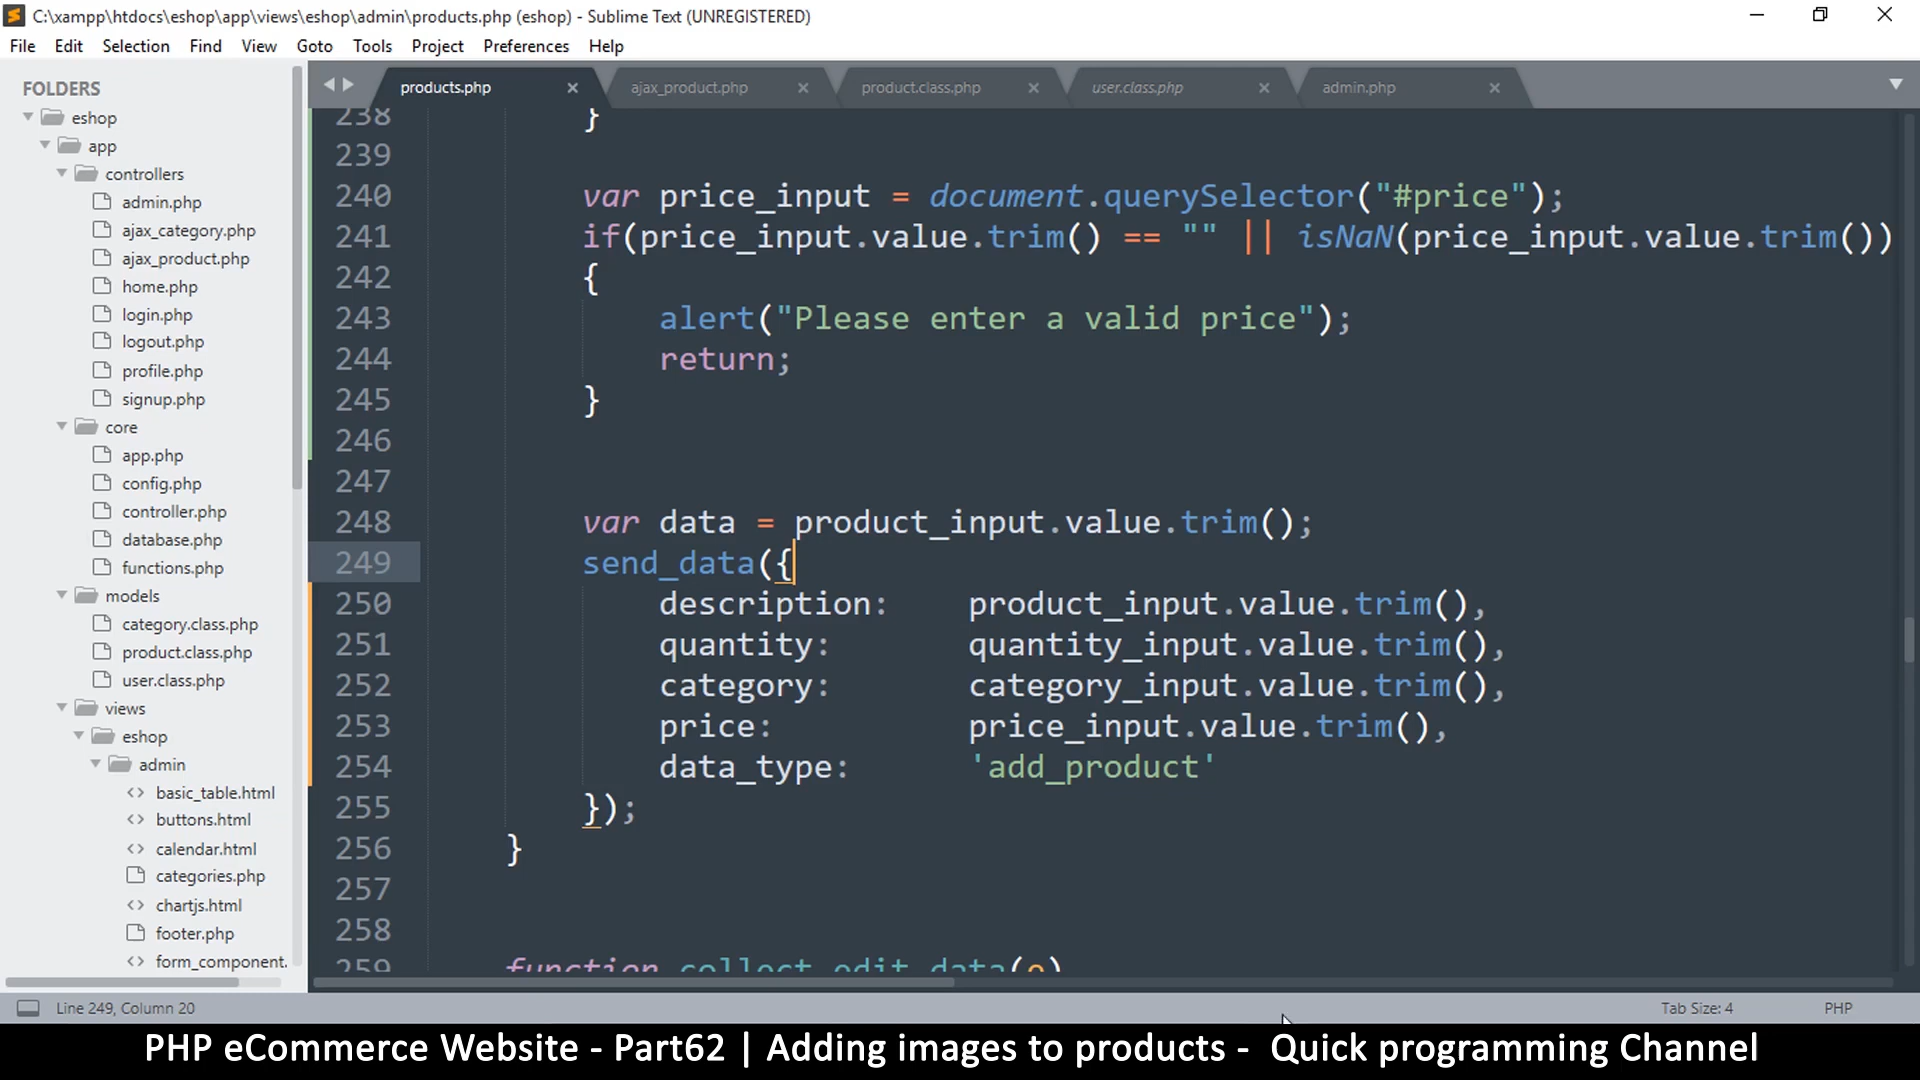 C:\xampp\htdocs\eshop\app\views\eshop\admin\products.php (eshop) - Sublime Text (UNREGISTERED)
File Edit Selection Find View Goto Tools Project Preferences Help
FOLDERS
eshop
app
controllers
admin.php
ajax_category.php
ajax_product.php
home.php
login.php
logout.php
profile.php
signup.php
core
app.php
config.php
controller.php
database.php
functions.php
models
category.class.php
product.class.php
user.class.php
views
eshop
admin
basic_table.html
buttons.html
calendar.html
categories.php
chartjs.html
footer.php
form_component.
products.php ajax_product.php product.class.php user.class.php admin.php
238 }
239
240 var price_input = document.querySelector("#price");
241 if(price_input.value.trim() == "" || isNaN(price_input.value.trim())
242 {
243 alert("Please enter a valid price");
244 return;
245 }
246
247
248 var data = product_input.value.trim();
249 send_data({
250 description: product_input.value.trim(),
251 quantity: quantity_input.value.trim(),
252 category: category_input.value.trim(),
253 price: price_input.value.trim(),
254 data_type: 'add_product'
255 });
256 }
257
258
259 function collect_edit_data(e)
Line 249, Column 20 Tab Size: 4 PHP
PHP eCommerce Website - Part62 | Adding images to products - Quick programming Channel